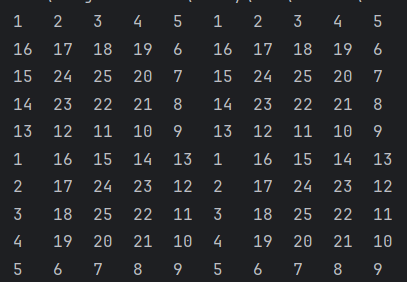 1 2 3 4 5 1 2 3 4 5
16 17 18 19 6 16 17 18 19 6
15 24 25 20 7 15 24 25 20 7
14 23 22 21 8 14 23 22 21 8
13 12 11 10 9 13 12 11 10 9
1 16 15 14 13 1 16 15 14 13
2 17 24 23 12 2 17 24 23 12
3 18 25 22 11 3 18 25 22 11
4 19 20 21 10 4 19 20 21 10
5 6 7 8 9 5 6 7 8 9